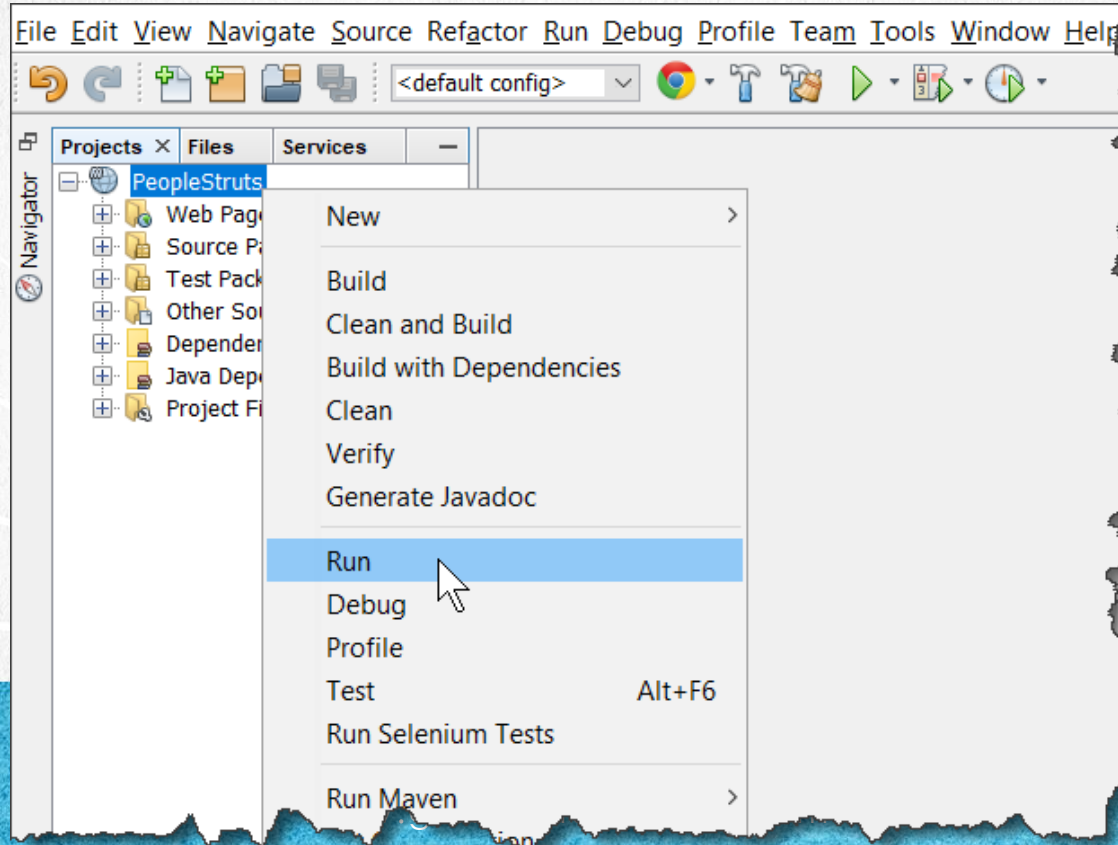 File Edit View Navigate Source Refactor Run Debug Profile Team Tools Window Help
<default config>
Projects Files Services
Navigator
PeopleStruts
Web Page
Source Pa
Test Pack
Other Sou
Depender
Java Depe
Project Fi
New
Build
Clean and Build
Build with Dependencies
Clean
Verify
Generate Javadoc
Run
Debug
Profile
Test Alt+F6
Run Selenium Tests
Run Maven